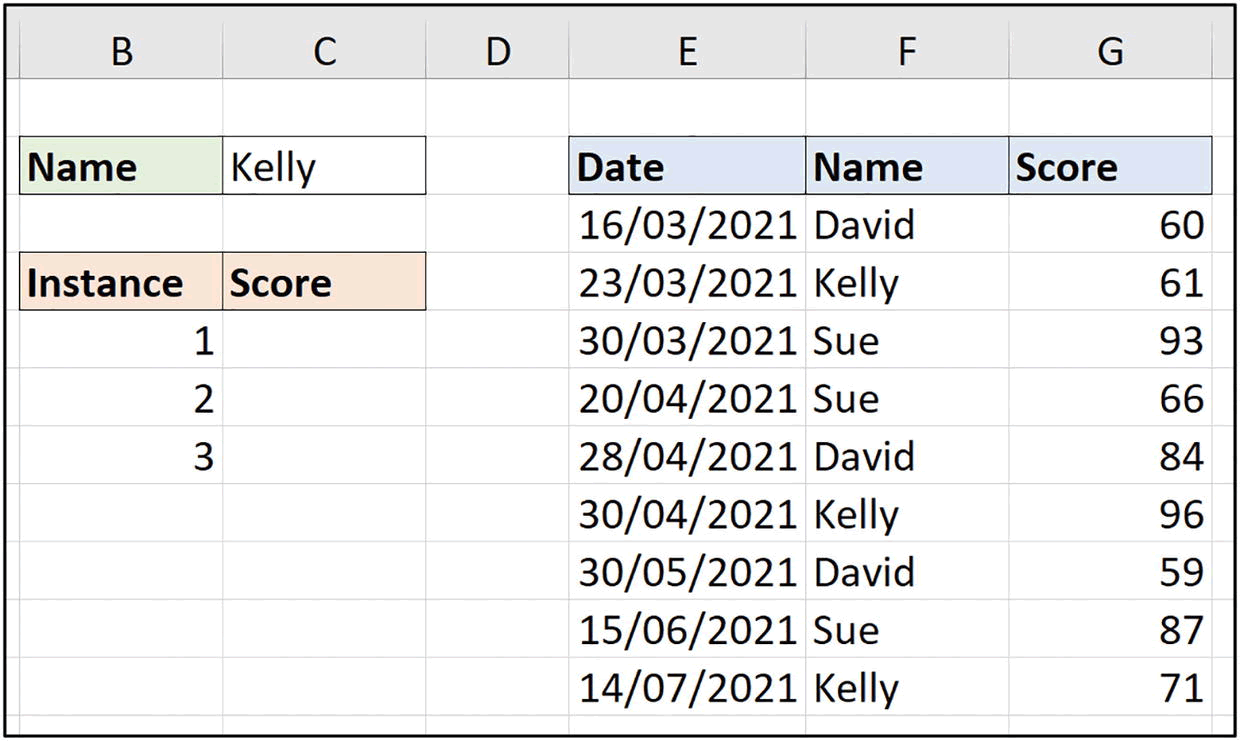 B C D E F G
Name Kelly Date Name Score
16/03/2021 David 60
Instance Score 23/03/2021 Kelly 61
1 30/03/2021 Sue 93
2 20/04/2021 Sue 66
3 28/04/2021 David 84
30/04/2021 Kelly 96
30/05/2021 David 59
15/06/2021 Sue 87
14/07/2021 Kelly 71